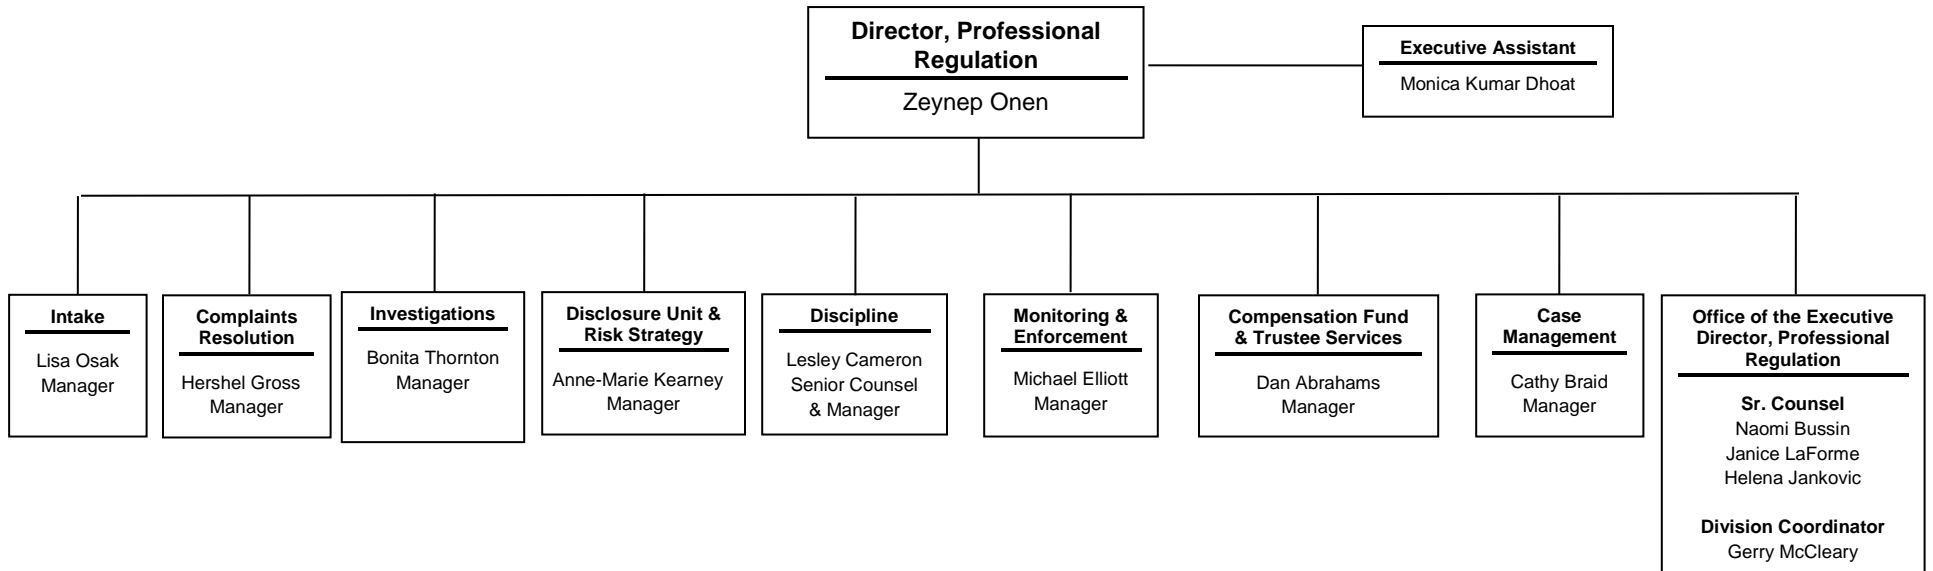 Director, Professional
Regulation
Zeynep Onen
Executive Assistant
Monica Kumar Dhoat
Intake
Lisa Osak
Manager
Complaints
Resolution
Hershel Gross
Manager
Investigations
Bonita Thornton
Manager
Disclosure Unit &
Risk Strategy
Anne-Marie Kearney
Manager
Discipline
Lesley Cameron
Senior Counsel
& Manager
Monitoring &
Enforcement
Michael Elliott
Manager
Compensation Fund
& Trustee Services
Dan Abrahams
Manager
Case
Management
Cathy Braid
Manager
Office of the Executive
Director, Professional
Regulation
Sr. Counsel
Naomi Bussin
Janice LaForme
Helena Jankovic
Division Coordinator
Gerry McCleary